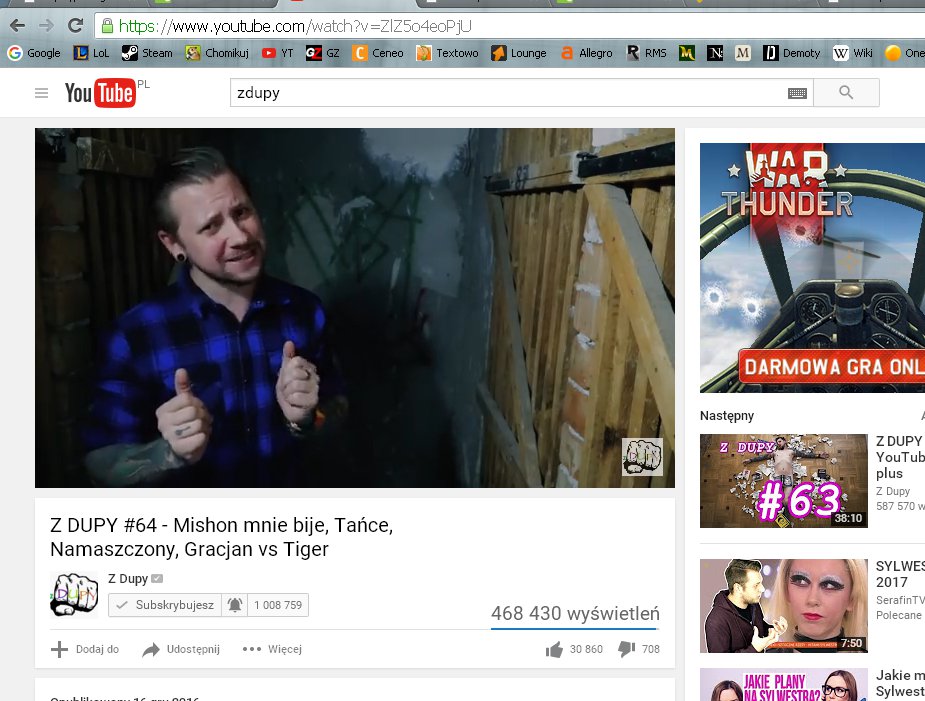 https://www.youtube.com/watch?v=ZlZ5o4eoPjU
Google LoL Steam Chomikuj YT GZ Ceneo Textowo Lounge Allegro RMS Demoty Wiki One
YouTube PL
zdupy
WAR
THUNDER
DARMOWA GRA ONL
Następny
Z DUPY
#63
38:10
Z DUPY
YouTub
plus
Z Dupy
587 570 w
Z DUPY #64 - Mishon mnie bije, Tańce,
Namaszczony, Gracjan vs Tiger
Z Dupy
Subskrybujesz 1 008 759
468 430 wyświetleń
Dodaj do Udostępnij Więcej
30 860 708
7:50
SYLWES
2017
SerafinTV
Polecane
JAKIE PLANY
NA SYLWESTRA?
Jakie m
Sylwest
Opublikowany 16 gru 2016